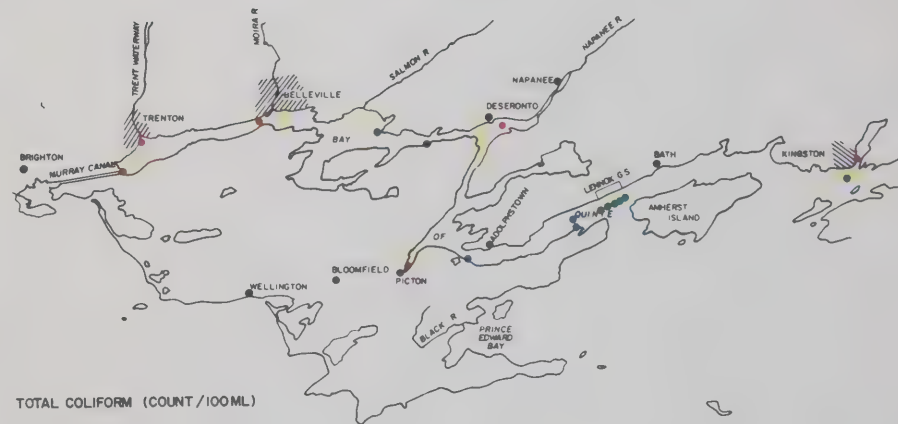 TRENT WATERWAY
MOIRA R
SALMON R
NAPANEE R
NAPANEE
BELLEVILLE
DESERONTO
TRENTON
BAY
BRIGHTON
MURRAY CANAL
KINGSTON
BATH
LENNOX G S
ADOLPHSTOWN
QUINTE
AMHERST
ISLAND
OF
BLOOMFIELD
PICTON
WELLINGTON
BLACK R
PRINCE
EDWARD
BAY
TOTAL COLIFORM (COUNT/100ML)